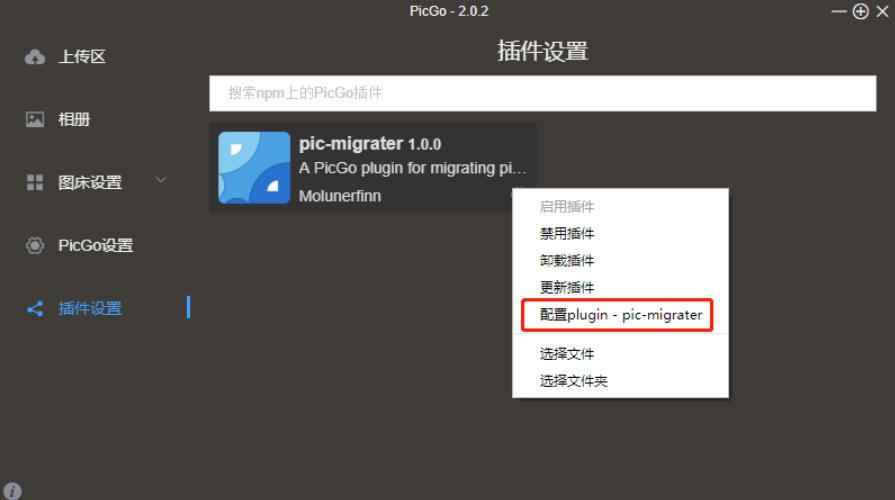 PicGo - 2.0.2
上传区
相册
图床设置
PicGo设置
插件设置
插件设置
搜索npm上的PicGo插件
pic-migrater 1.0.0
A PicGo plugin for migrating pi...
Molunerfinn
启用插件
禁用插件
卸载插件
更新插件
配置plugin - pic-migrater
选择文件
选择文件夹